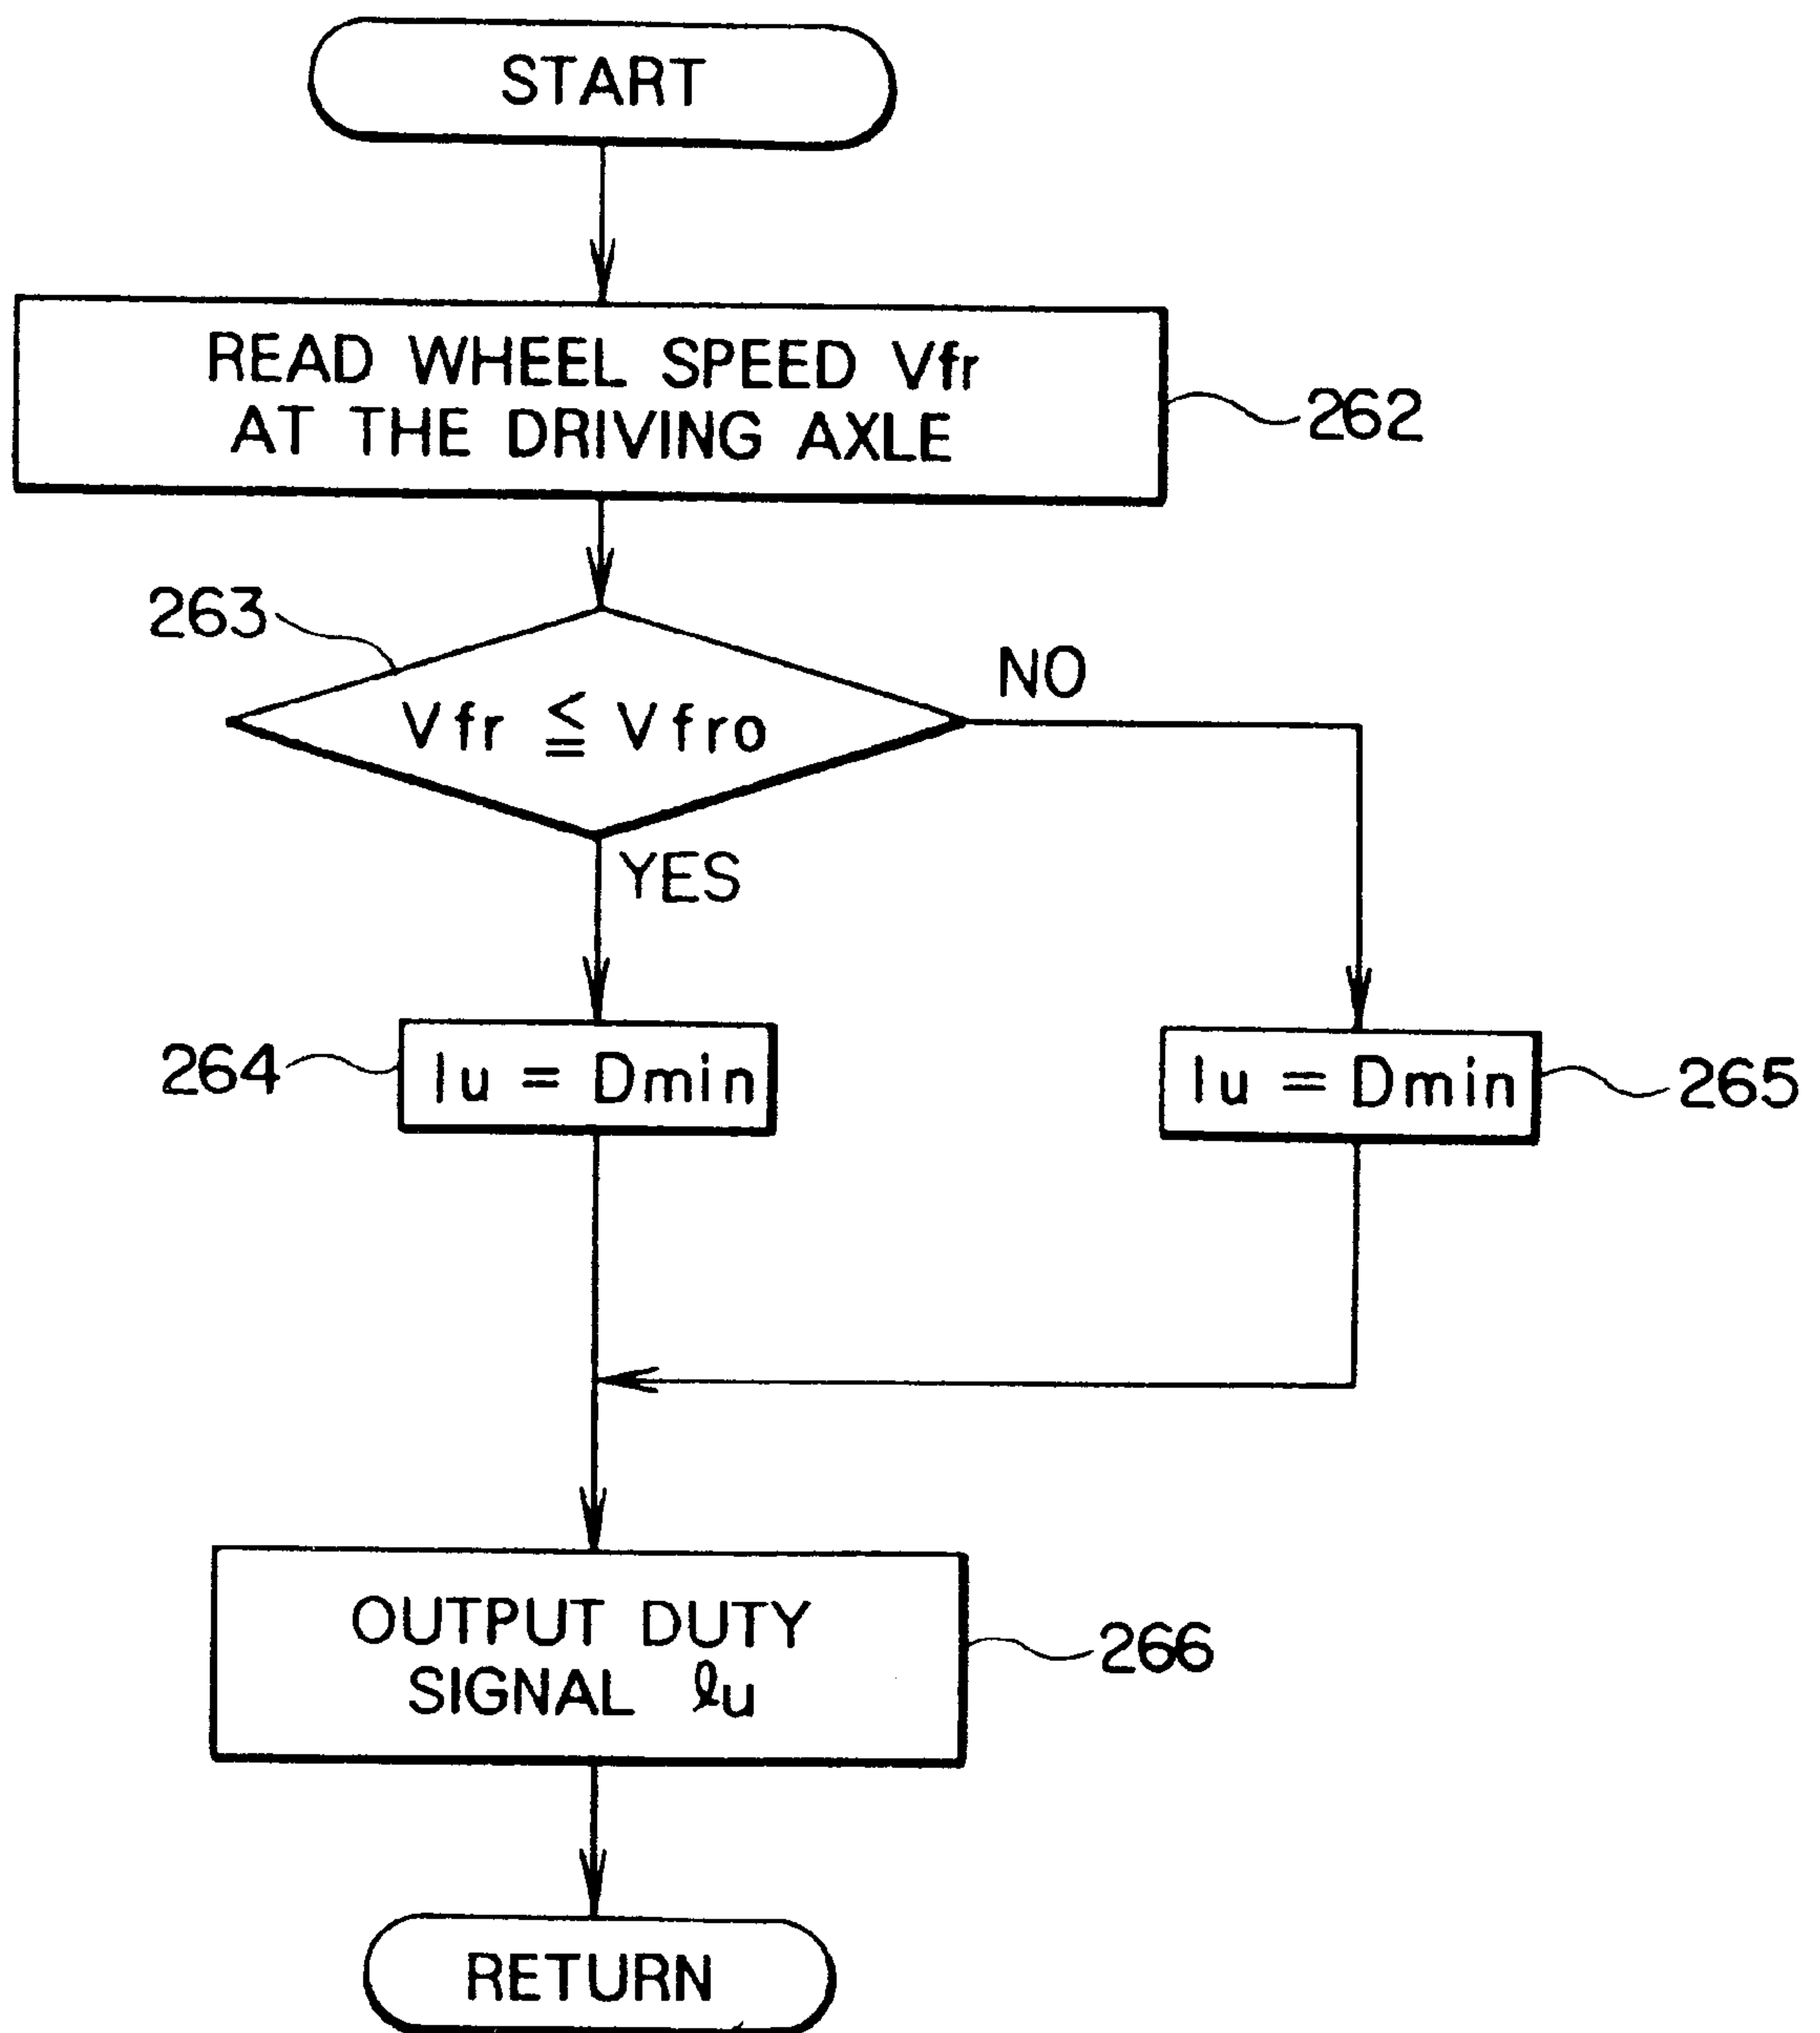 START
READ WHEEL SPEED Vfr
AT THE DRIVING AXLE
262
263
Vfr ≦ Vfro
NO
YES
264
Iu = Dmin
Iu = Dmin
265
OUTPUT DUTY
SIGNAL ℓu
266
RETURN